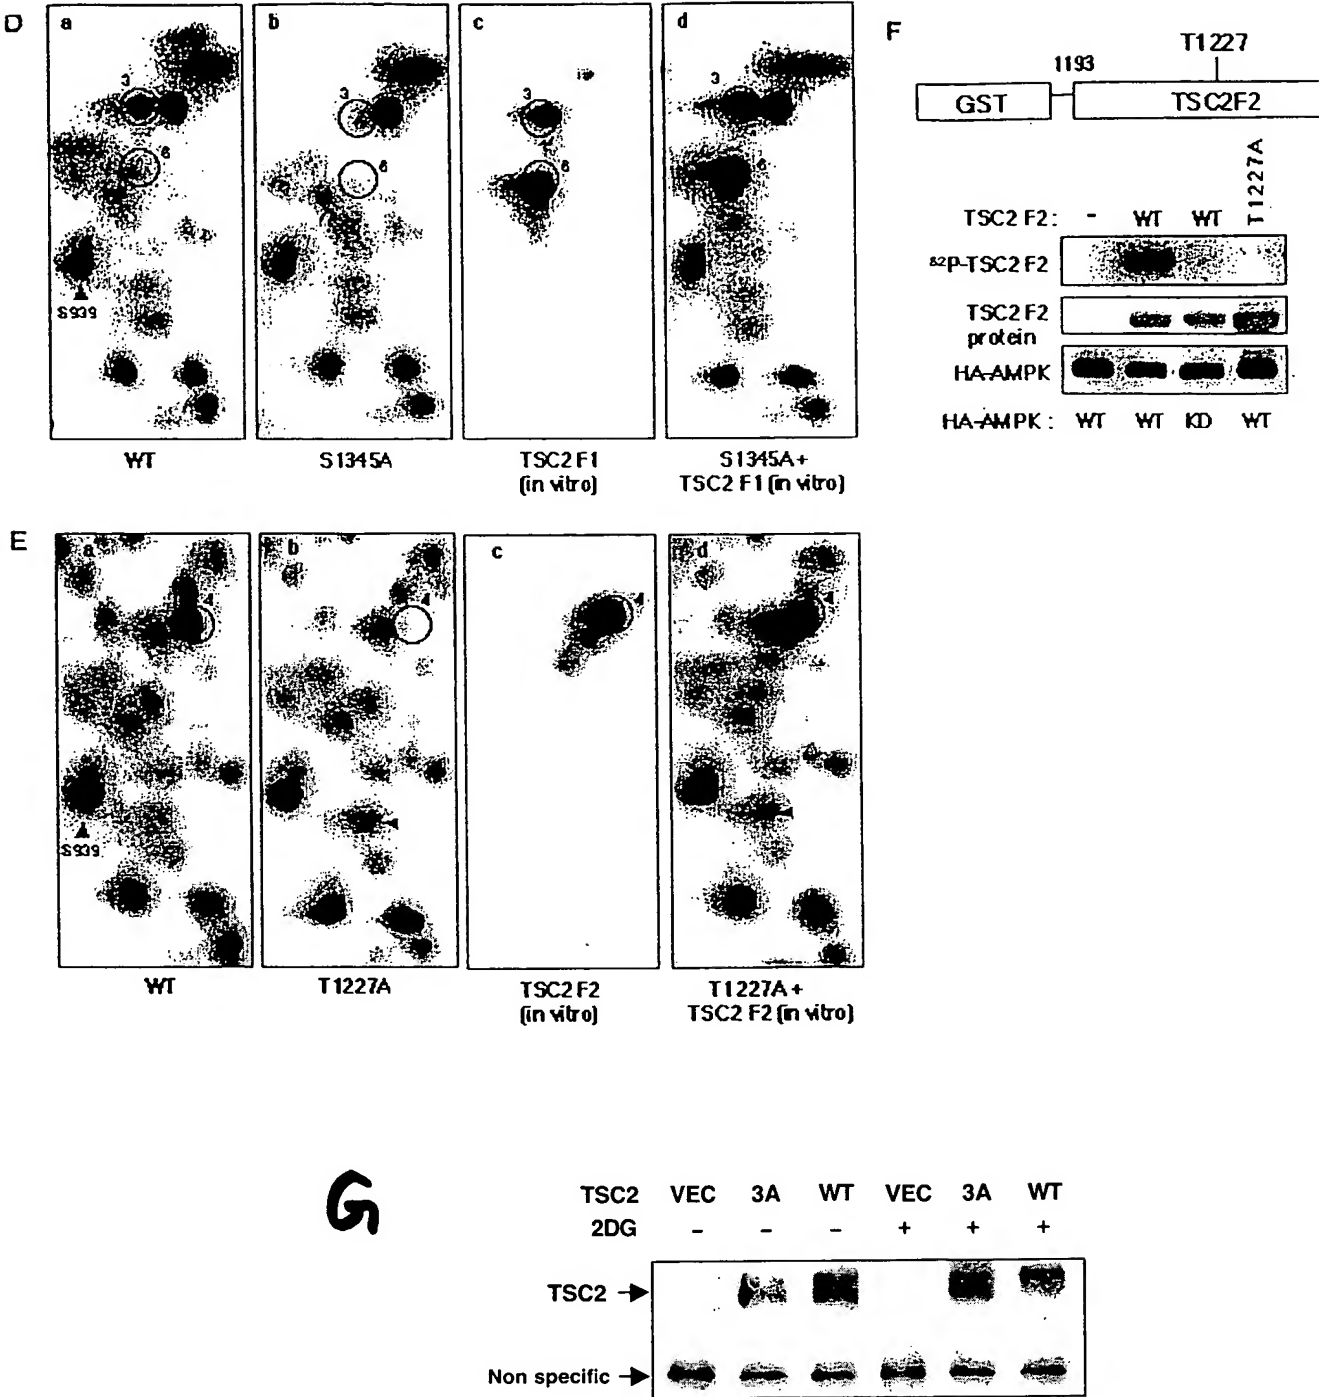 D
a b c d
3 3 3 3
6 6 6 6
S939
WT S1345A TSC2 F1 S1345A+
(in vitro) TSC2 F1 (in vitro)
F
T1227
1193
GST TSC2F2
T1227A
TSC2 F2 : - WT WT
³²P-TSC2 F2
TSC2 F2
protein
HA-AMPK
HA-AMPK : WT WT KD WT
E
a b c d
4 4 4 4
S939
WT T1227A TSC2 F2 T1227A+
(in vitro) TSC2 F2 (in vitro)
G
TSC2 VEC 3A WT VEC 3A WT
2DG - - - + + +
TSC2
Non specific